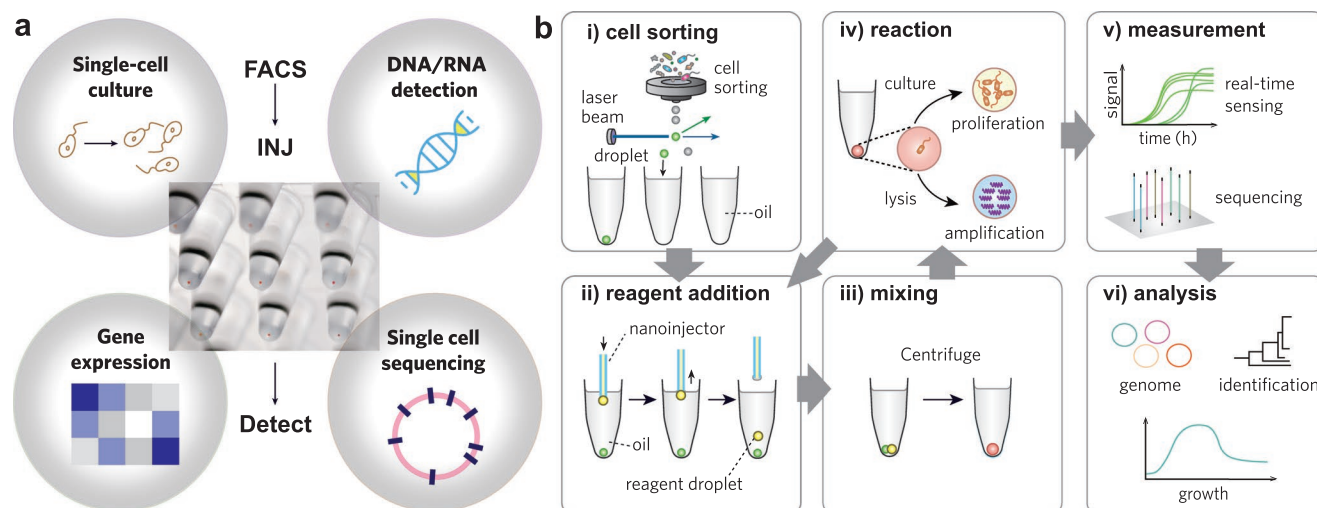 a
Single-cell
culture
FACS
INJ
DNA/RNA
detection
Gene
expression
Detect
Single cell
sequencing
b
i) cell sorting
cell
sorting
laser
beam
droplet
oil
ii) reagent addition
nanoinjector
oil
reagent droplet
iii) mixing
Centrifuge
iv) reaction
culture
proliferation
lysis
amplification
v) measurement
signal
time (h)
real-time
sensing
sequencing
vi) analysis
genome
identification
growth